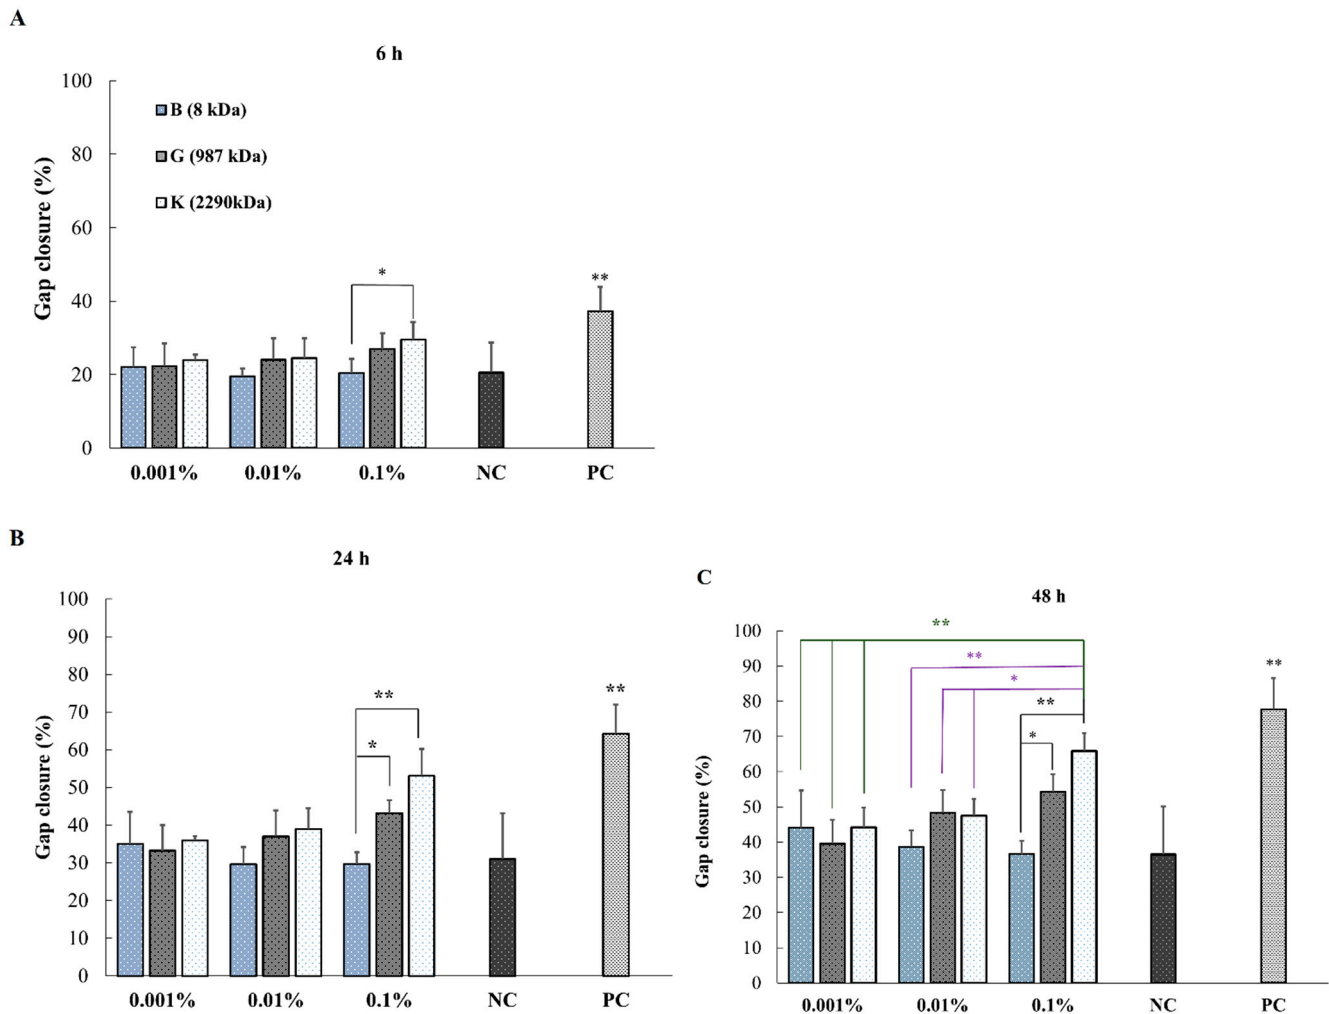 A
6 h
100
80
60
40
20
0
Gap closure (%)
B (8 kDa)
G (987 kDa)
K (2290kDa)
*
**
0.001% 0.01% 0.1% NC PC
B
24 h
100
90
80
70
60
50
40
30
20
10
0
Gap closure (%)
**
*
**
0.001% 0.01% 0.1% NC PC
C
48 h
100
90
80
70
60
50
40
30
20
10
0
Gap closure (%)
**
**
*
**
*
**
0.001% 0.01% 0.1% NC PC